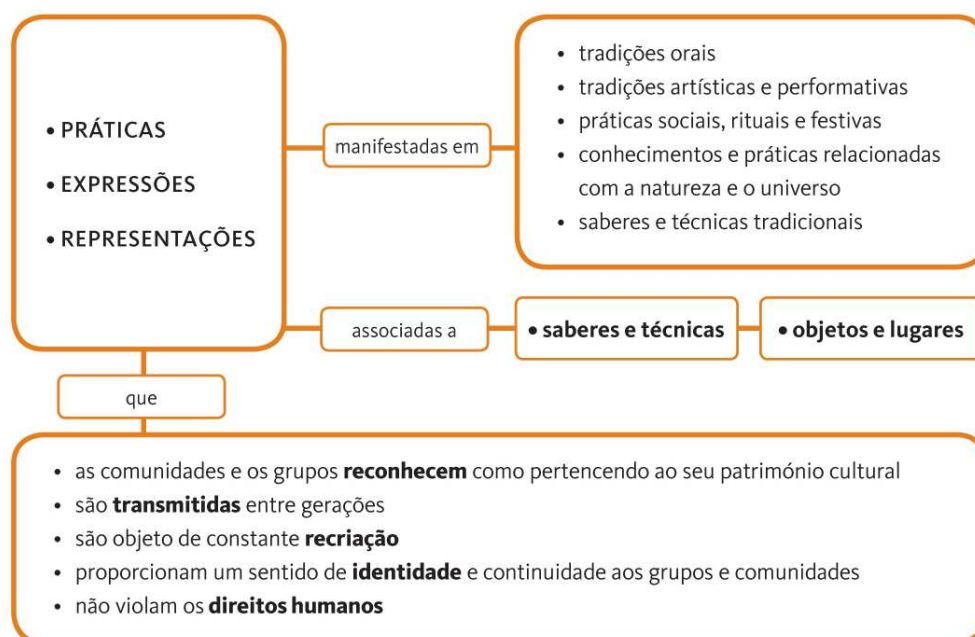 • PRÁTICAS
• EXPRESSÕES
• REPRESENTAÇÕES
manifestadas em
• tradições orais
• tradições artísticas e performativas
• práticas sociais, rituais e festivas
• conhecimentos e práticas relacionadas
com a natureza e o universo
• saberes e técnicas tradicionais
associadas a
• saberes e técnicas
• objetos e lugares
que
• as comunidades e os grupos reconhecem como pertencendo ao seu património cultural
• são transmitidas entre gerações
• são objeto de constante recriação
• proporcionam um sentido de identidade e continuidade aos grupos e comunidades
• não violam os direitos humanos